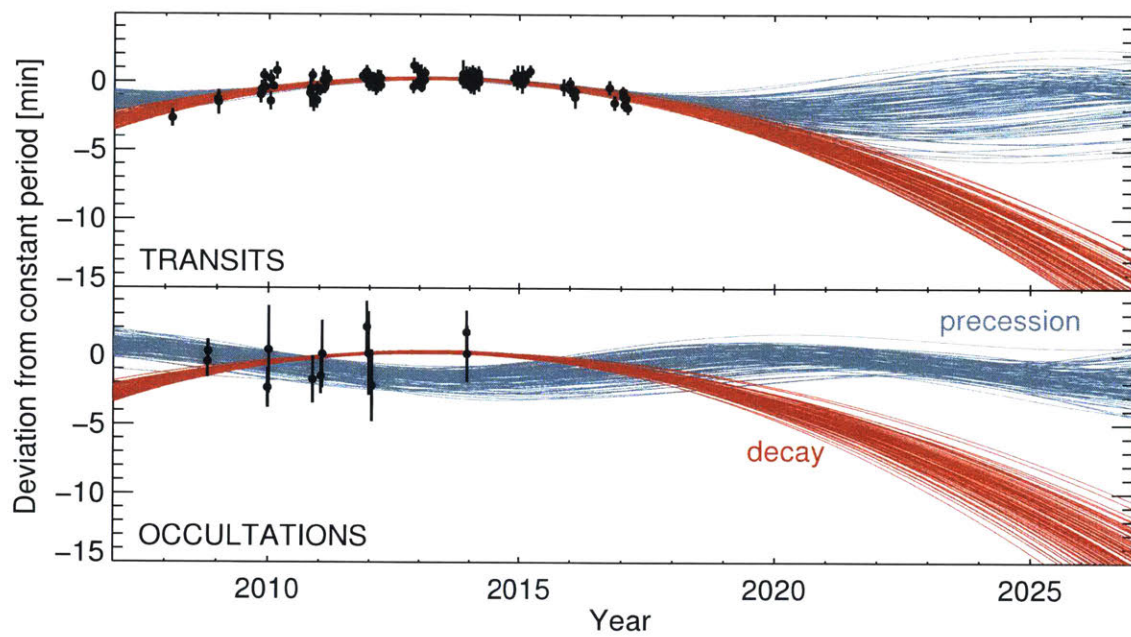 Deviation from constant period [min]
0
−5
−10
−15
TRANSITS
0
−5
−10
−15
precession
decay
OCCULTATIONS
2010 2015 2020 2025
Year